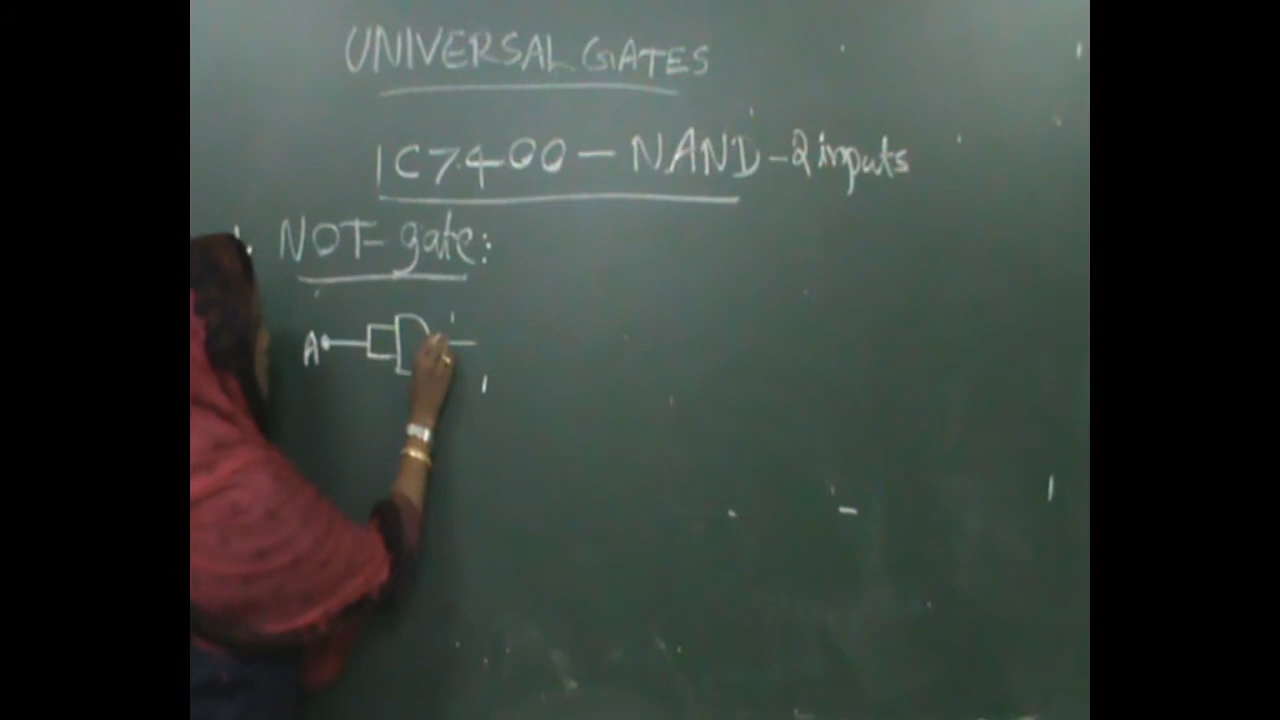 UNIVERSAL GATES
IC7400 - NAND - 2 inputs
NOT-gate:
A